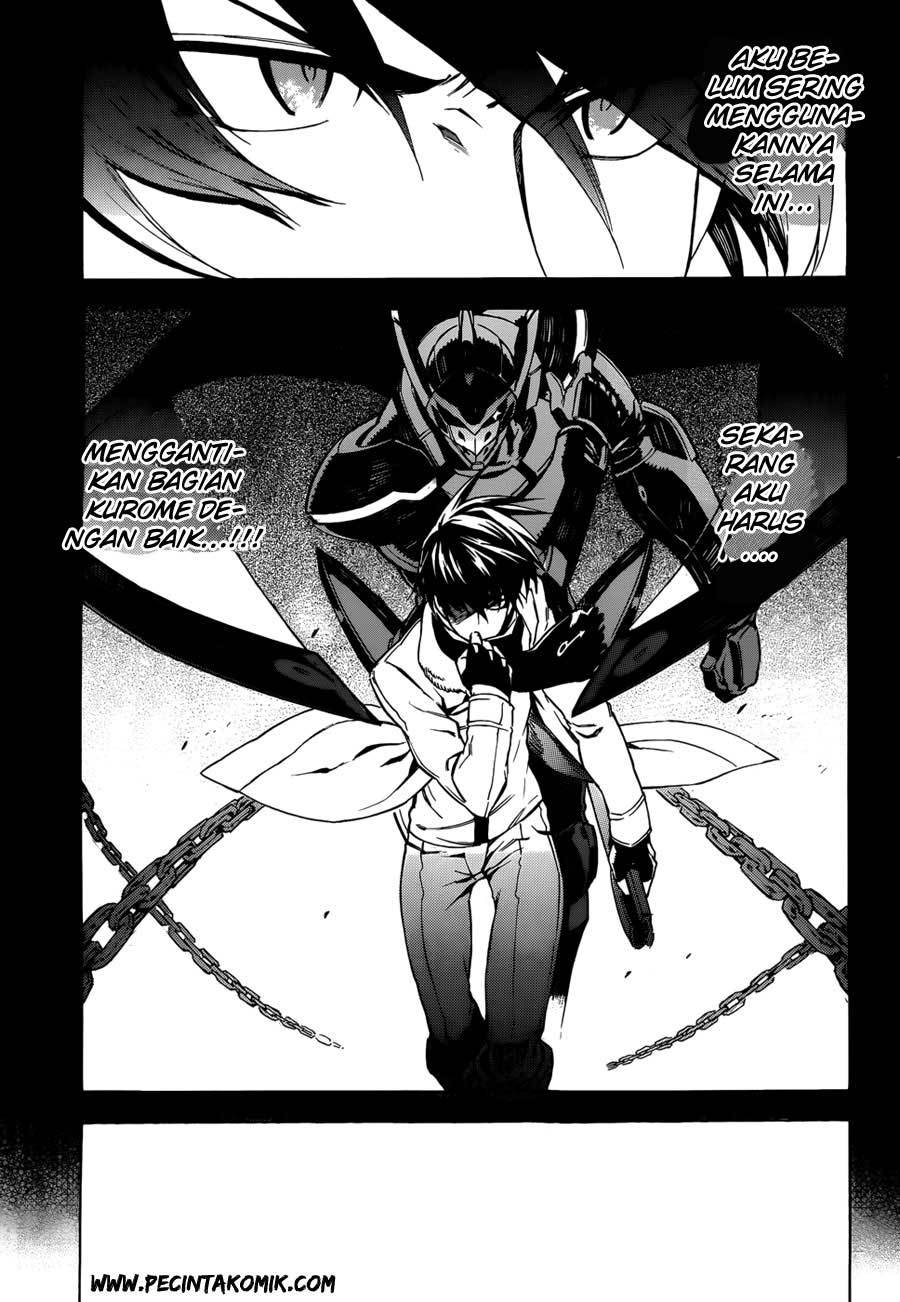 AKU BE-
LUM SERING
MENGGUNA-
KANNYA
SELAMA
INI...
SEKA-
RANG
AKU
HARUS
....
MENGGANTI-
KAN BAGIAN
KUROME DE-
NGAN BAIK...!!!
WWW.PECINTAKOMIK.COM